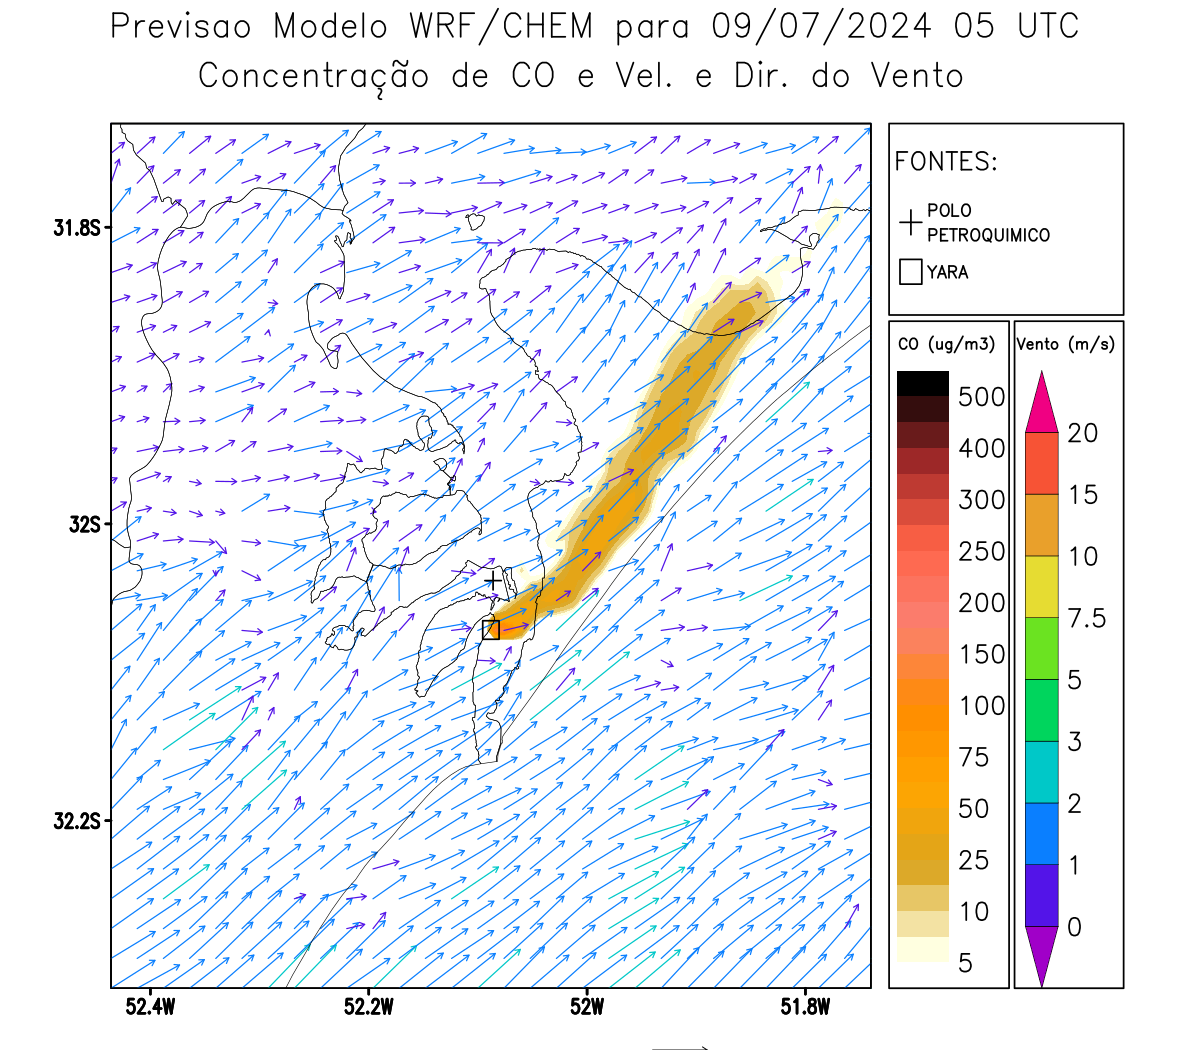 Previsao Modelo WRF/CHEM para 09/07/2024 05 UTC
Concentração de CO e Vel. e Dir. do Vento
FONTES:
POLO
PETROQUIMICO
YARA
CO (ug/m3)
500
400
300
250
200
150
100
75
50
25
10
5
Vento (m/s)
20
15
10
7.5
5
3
2
1
0
31.8S
32S
32.2S
52.4W
52.2W
52W
51.8W